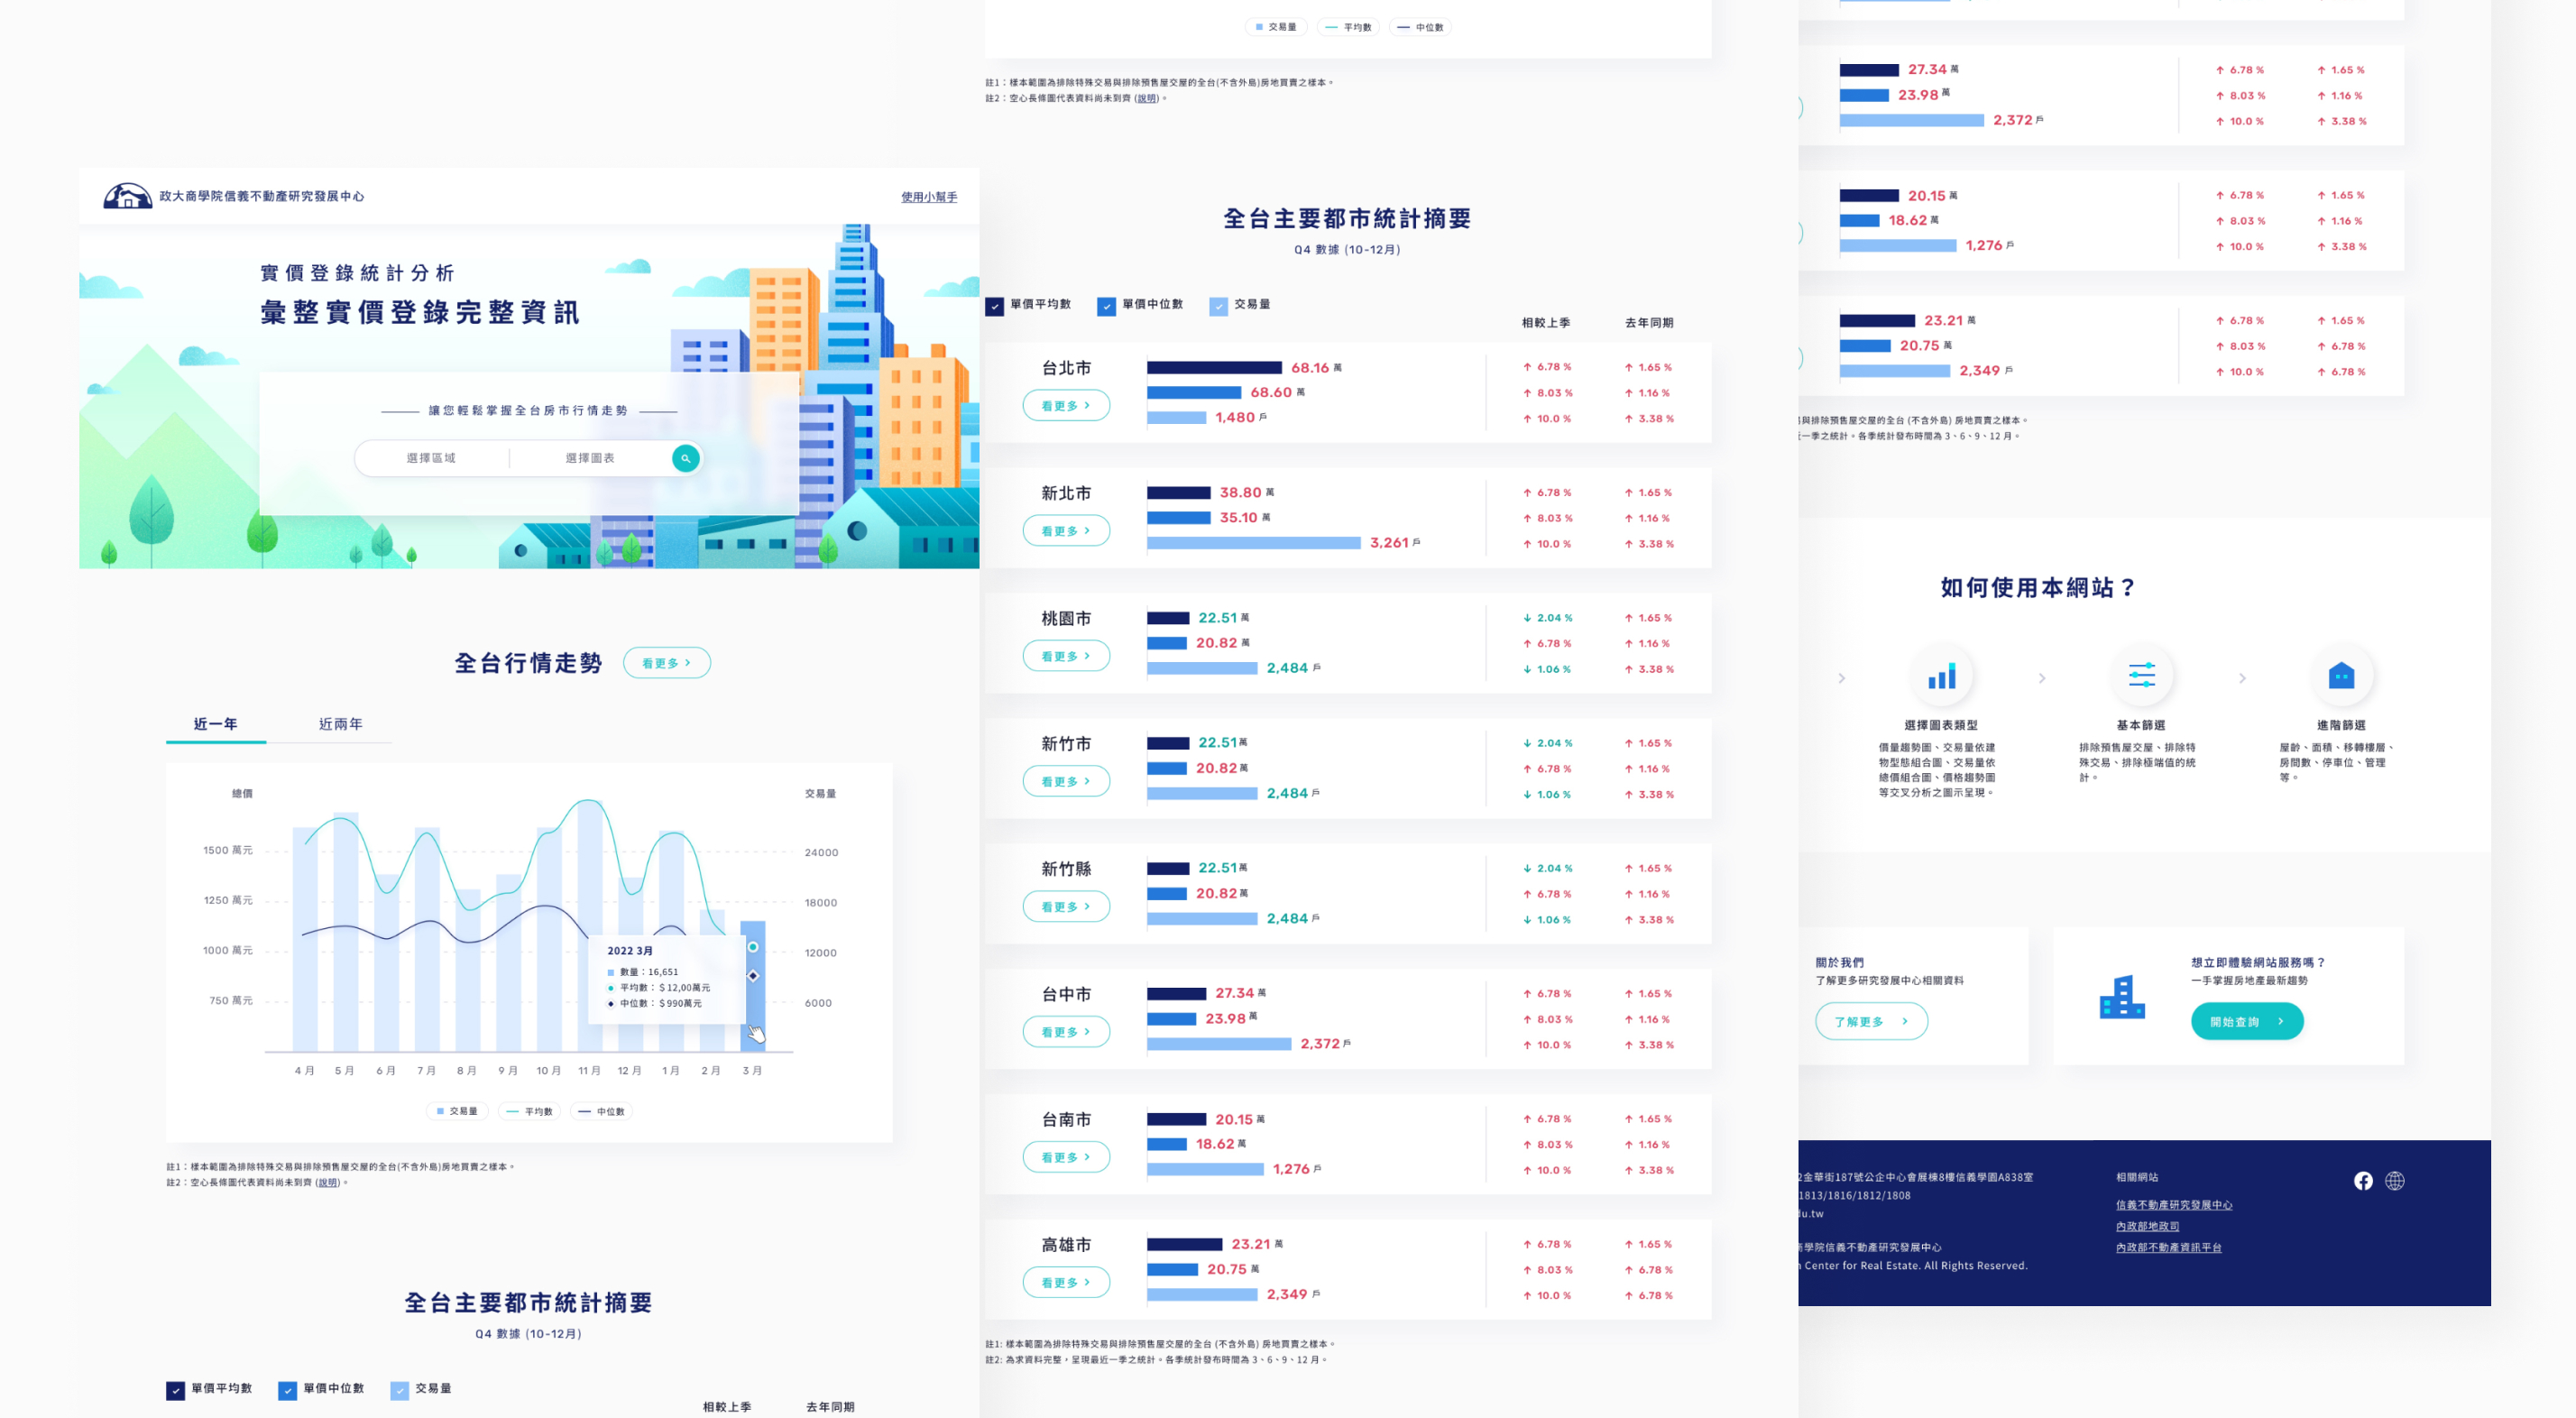 政大商學院信義不動產研究發展中心
使用小幫手
實價登錄統計分析
彙整實價登錄完整資訊
讓您輕鬆掌握全台房市行情走勢
選擇區域 選擇圖表
全台行情走勢 看更多
近一年 近兩年
總價 交易量
1500 萬元 24000
1250 萬元 18000
1000 萬元 12000
750 萬元 6000
2022 3月
數量：16,651
平均數：＄12,00萬元
中位數：＄990萬元
4 月 5 月 6 月 7 月 8 月 9 月 10 月 11 月 12 月 1 月 2 月 3 月
交易量 平均數 中位數
註1：樣本範圍為排除特殊交易與排除預售屋交屋的全台(不含外島)房地買賣之樣本。
註2：空心長條圖代表資料尚未到齊 (說明)。
全台主要都市統計摘要
Q4 數據 (10-12月)
單價平均數 單價中位數 交易量
相較上季 去年同期
交易量 平均數 中位數
註1：樣本範圍為排除特殊交易與排除預售屋交屋的全台(不含外島)房地買賣之樣本。
註2：空心長條圖代表資料尚未到齊 (說明)。
全台主要都市統計摘要
Q4 數據 (10-12月)
單價平均數 單價中位數 交易量
相較上季 去年同期
台北市
看更多
68.16 萬 6.78 % 1.65 %
68.60 萬 8.03 % 1.16 %
1,480 戶 10.0 % 3.38 %
新北市
看更多
38.80 萬 6.78 % 1.65 %
35.10 萬 8.03 % 1.16 %
3,261 戶 10.0 % 3.38 %
桃園市
看更多
22.51 萬 2.04 % 1.65 %
20.82 萬 6.78 % 1.16 %
2,484 戶 1.06 % 3.38 %
新竹市
看更多
22.51 萬 2.04 % 1.65 %
20.82 萬 6.78 % 1.16 %
2,484 戶 1.06 % 3.38 %
新竹縣
看更多
22.51 萬 2.04 % 1.65 %
20.82 萬 6.78 % 1.16 %
2,484 戶 1.06 % 3.38 %
台中市
看更多
27.34 萬 6.78 % 1.65 %
23.98 萬 8.03 % 1.16 %
2,372 戶 10.0 % 3.38 %
台南市
看更多
20.15 萬 6.78 % 1.65 %
18.62 萬 8.03 % 1.16 %
1,276 戶 10.0 % 3.38 %
高雄市
看更多
23.21 萬 6.78 % 1.65 %
20.75 萬 8.03 % 6.78 %
2,349 戶 10.0 % 6.78 %
註1: 樣本範圍為排除特殊交易與排除預售屋交屋的全台 (不含外島) 房地買賣之樣本。
註2: 為求資料完整，呈現最近一季之統計。各季統計發布時間為 3、6、9、12 月。
27.34 萬 6.78 % 1.65 %
23.98 萬 8.03 % 1.16 %
2,372 戶 10.0 % 3.38 %
20.15 萬 6.78 % 1.65 %
18.62 萬 8.03 % 1.16 %
1,276 戶 10.0 % 3.38 %
23.21 萬 6.78 % 1.65 %
20.75 萬 8.03 % 6.78 %
2,349 戶 10.0 % 6.78 %
與排除預售屋交屋的全台 (不含外島) 房地買賣之樣本。
一季之統計。各季統計發布時間為 3、6、9、12 月。
如何使用本網站？
選擇圖表類型
價量趨勢圖、交易量依建
物型態組合圖、交易量依
總價組合圖、價格趨勢圖
等交叉分析之圖示呈現。
基本篩選
排除預售屋交屋、排除特
殊交易、排除極端值的統
計。
進階篩選
屋齡、面積、移轉樓層、
房間數、停車位、管理
等。
關於我們
了解更多研究發展中心相關資料
了解更多
想立即體驗網站服務嗎？
一手掌握房地產最新趨勢
開始查詢
2金華街187號公企中心會展棟8樓信義學園A838室
1813/1816/1812/1808
du.tw
學院信義不動產研究發展中心
Center for Real Estate. All Rights Reserved.
相關網站
信義不動產研究發展中心
內政部地政司
內政部不動產資訊平台